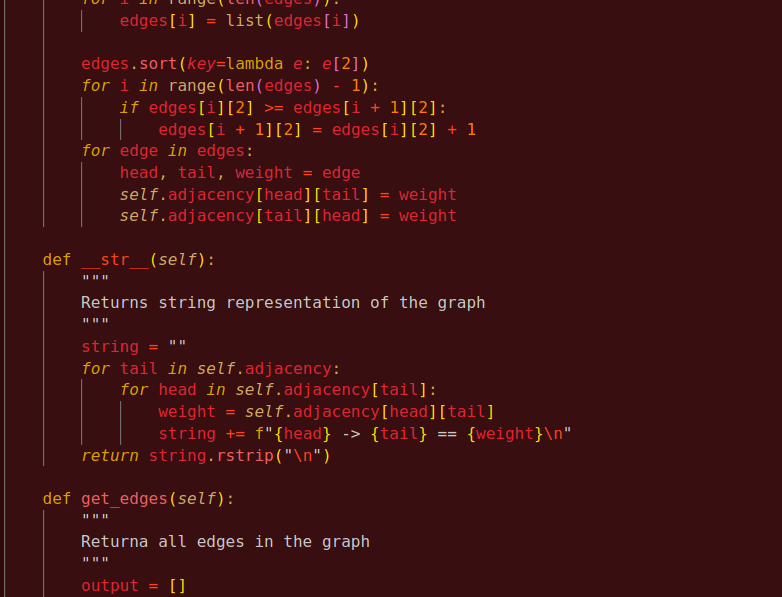 for i in range(len(edges)):
    edges[i] = list(edges[i])

edges.sort(key=lambda e: e[2])
for i in range(len(edges) - 1):
    if edges[i][2] >= edges[i + 1][2]:
        edges[i + 1][2] = edges[i][2] + 1
for edge in edges:
    head, tail, weight = edge
    self.adjacency[head][tail] = weight
    self.adjacency[tail][head] = weight

def __str__(self):
    """
    Returns string representation of the graph
    """
    string = ""
    for tail in self.adjacency:
        for head in self.adjacency[tail]:
            weight = self.adjacency[head][tail]
            string += f"{head} -> {tail} == {weight}\n"
    return string.rstrip("\n")

def get_edges(self):
    """
    Returna all edges in the graph
    """
    output = []